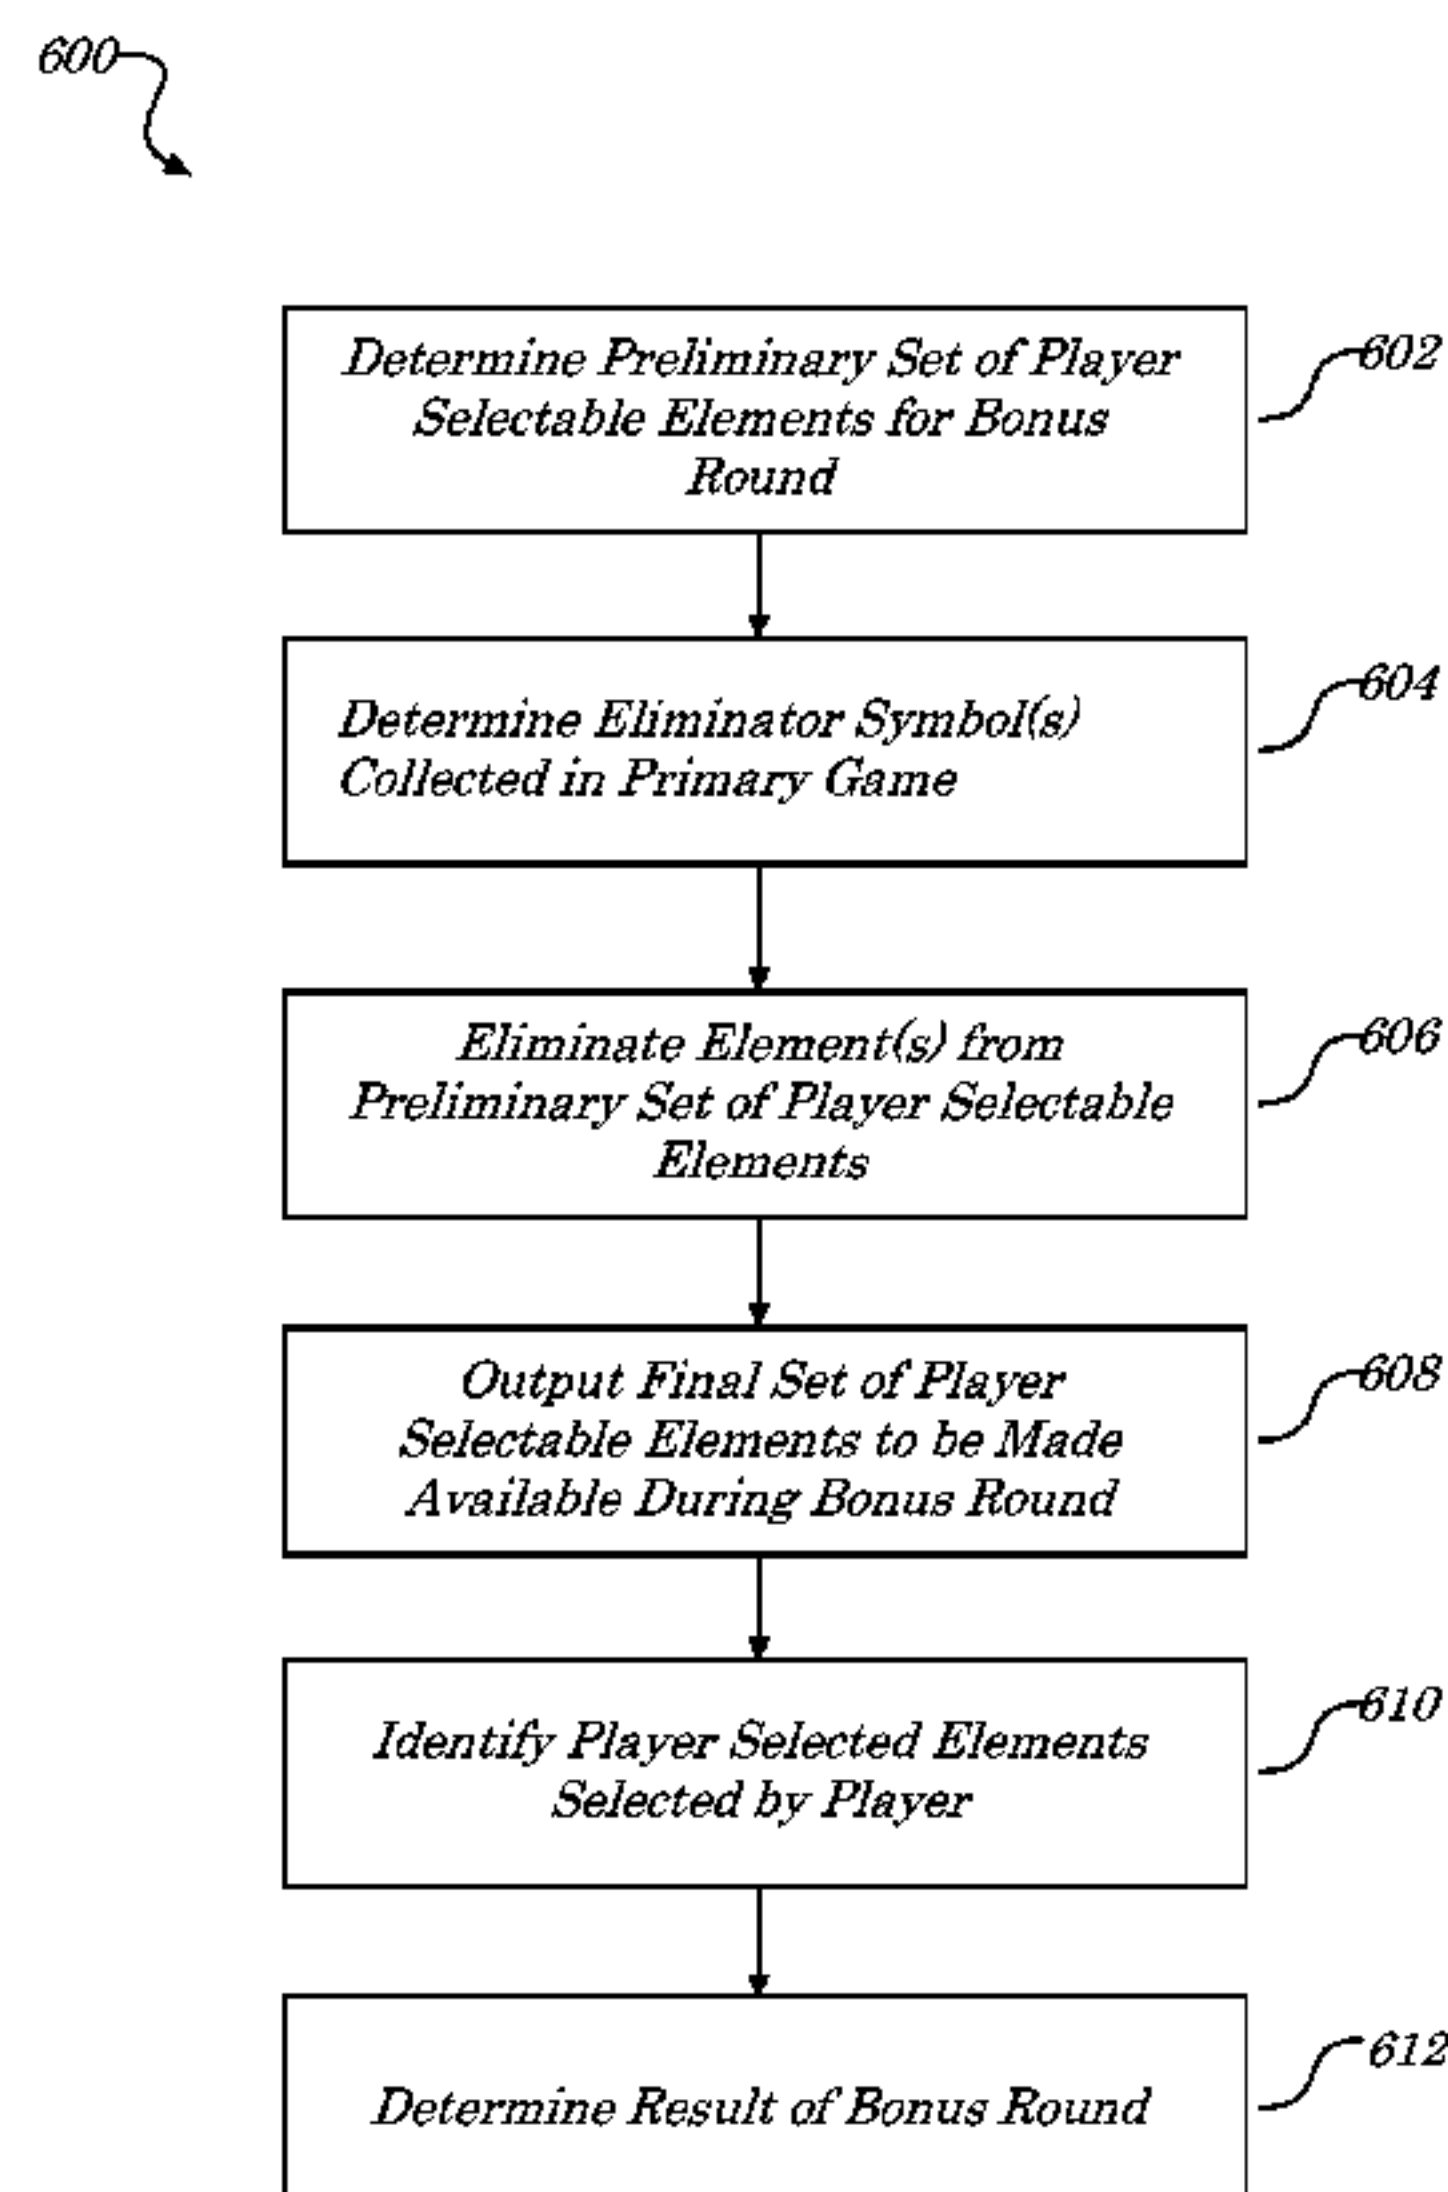 600
Determine Preliminary Set of Player
Selectable Elements for Bonus
Round
602
Determine Eliminator Symbol(s)
Collected in Primary Game
604
Eliminate Element(s) from
Preliminary Set of Player Selectable
Elements
606
Output Final Set of Player
Selectable Elements to be Made
Available During Bonus Round
608
Identify Player Selected Elements
Selected by Player
610
Determine Result of Bonus Round
612